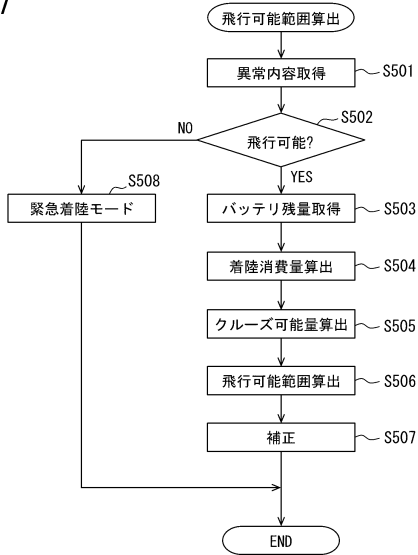 飛行可能範囲算出
異常内容取得
S501
S502
飛行可能?
NO
YES
S508
緊急着陸モード
バッテリ残量取得
S503
着陸消費量算出
S504
クルーズ可能量算出
S505
飛行可能範囲算出
S506
補正
S507
END